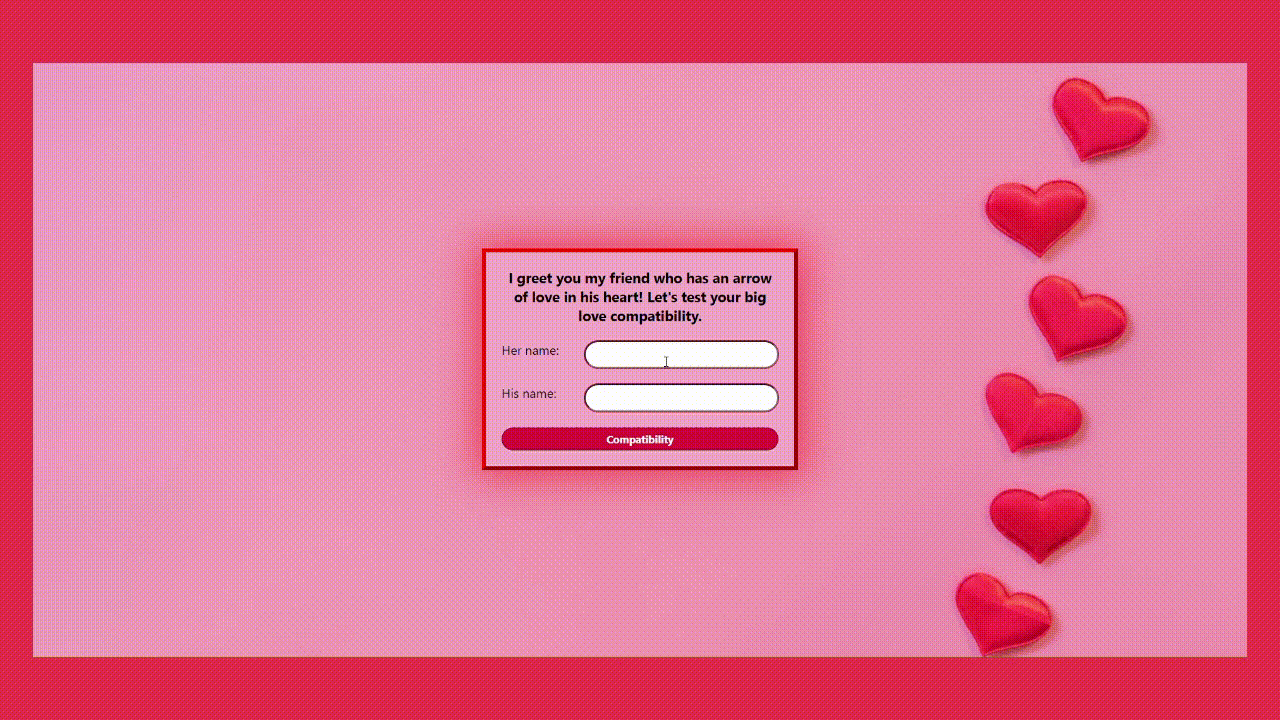 I greet you my friend who has an arrow
of love in his heart! Let's test your big
love compatibility.
Her name:
His name:
Compatibility